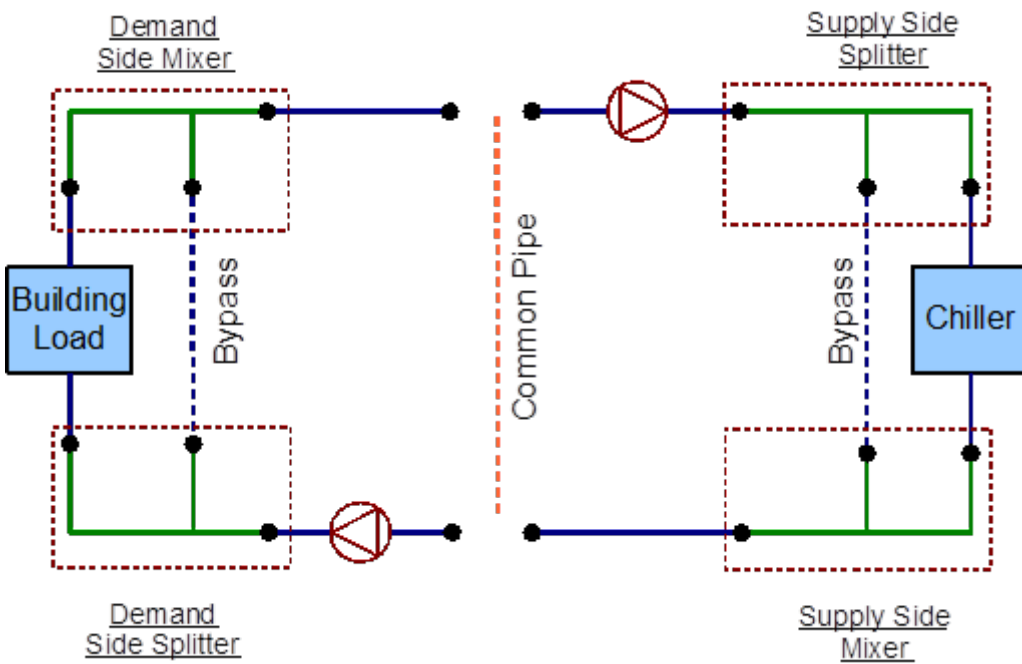 Demand
Side Mixer
Supply Side
Splitter
Building
Load
Bypass
Common Pipe
Bypass
Chiller
Demand
Side Splitter
Supply Side
Mixer